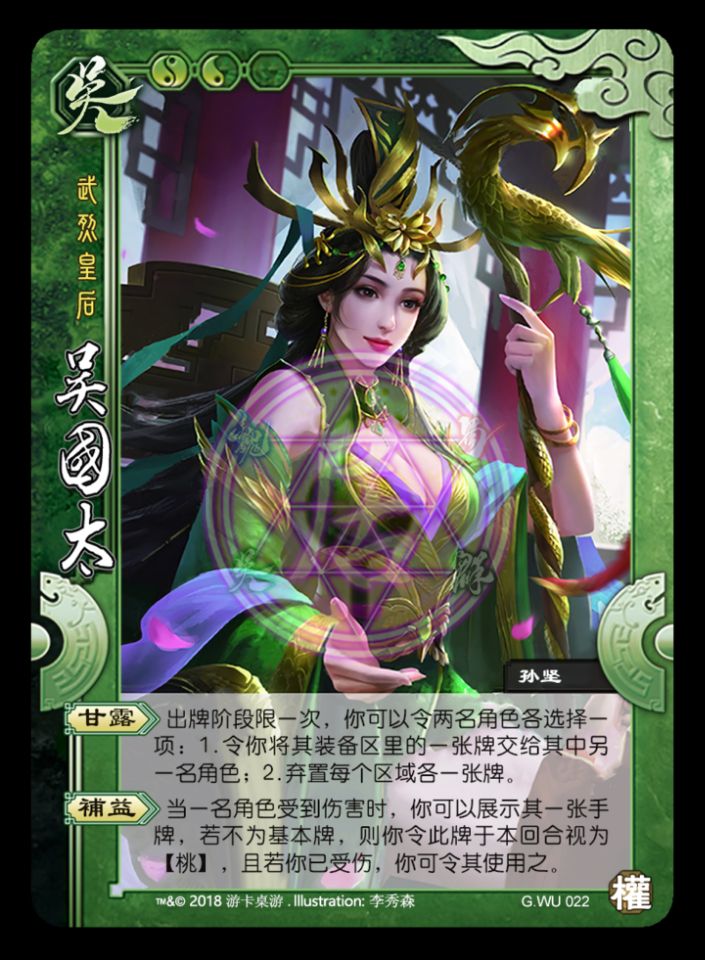 吴
武烈皇后
吴國太
龍
蜀
吴
群
孙坚
甘露
出牌阶段限一次，你可以令两名角色各选择一
项：1.令你将其装备区里的一张牌交给其中另
一名角色；2.弃置每个区域各一张牌。
補益
当一名角色受到伤害时，你可以展示其一张手
牌，若不为基本牌，则你令此牌于本回合视为
【桃】，且若你已受伤，你可令其使用之。
™&© 2018 游卡桌游 . Illustration: 李秀森
G.WU 022
權